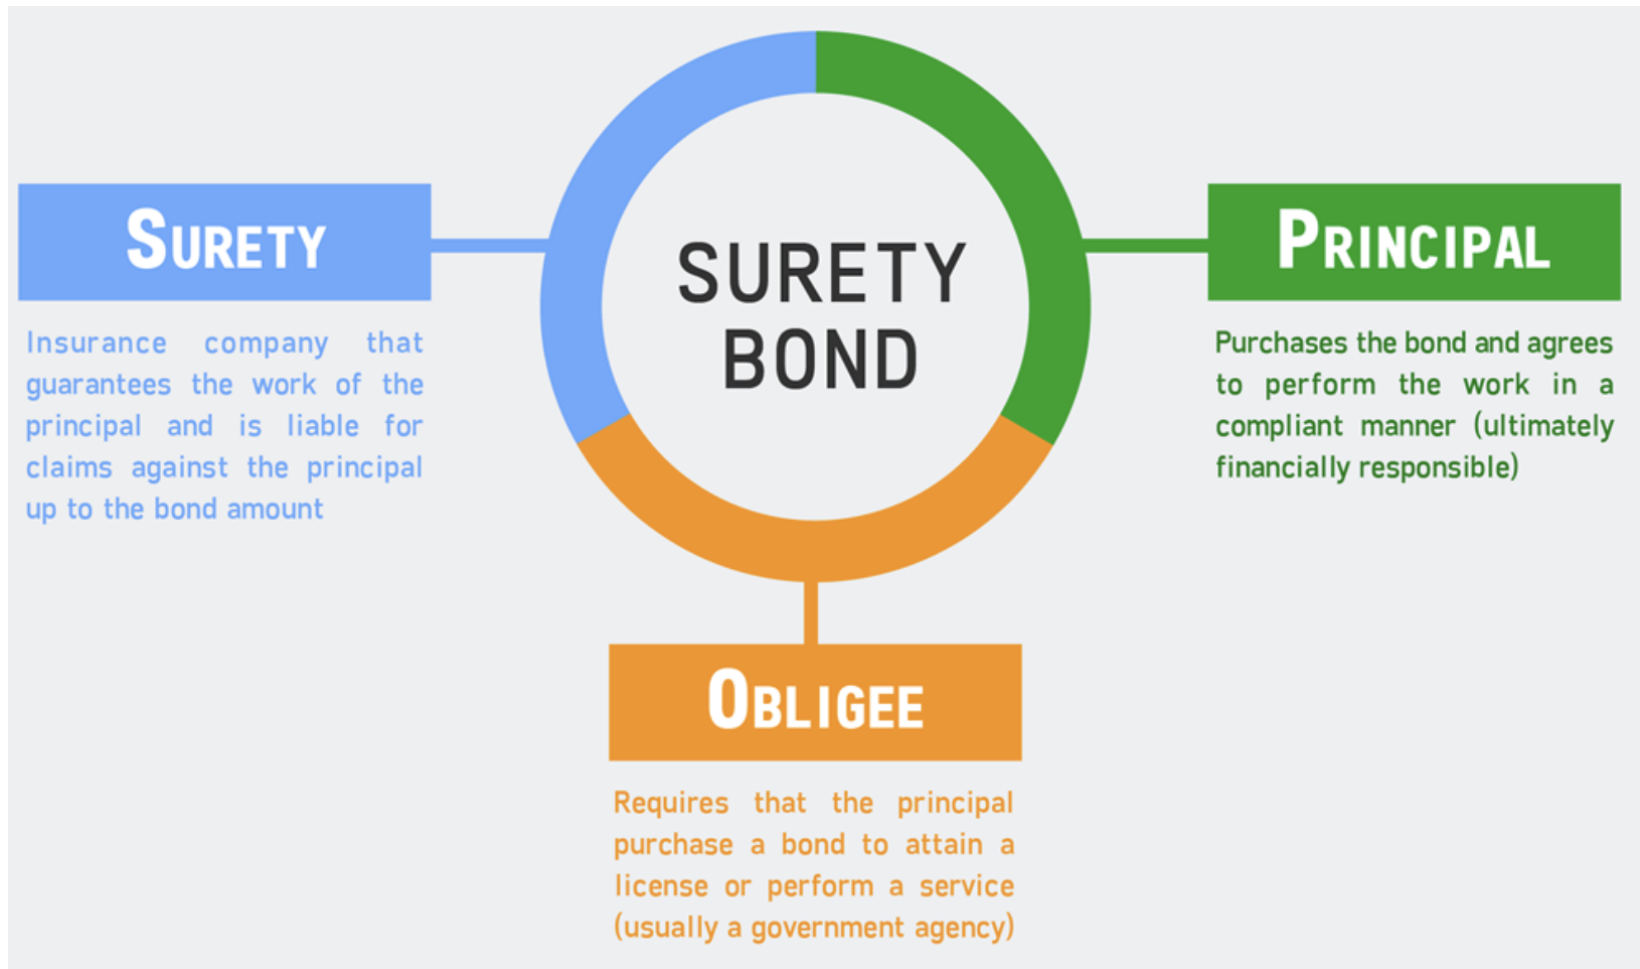 SURETY
BOND
SURETY
Insurance company that
guarantees the work of the
principal and is liable for
claims against the principal
up to the bond amount
PRINCIPAL
Purchases the bond and agrees
to perform the work in a
compliant manner (ultimately
financially responsible)
OBLIGEE
Requires that the principal
purchase a bond to attain a
license or perform a service
(usually a government agency)